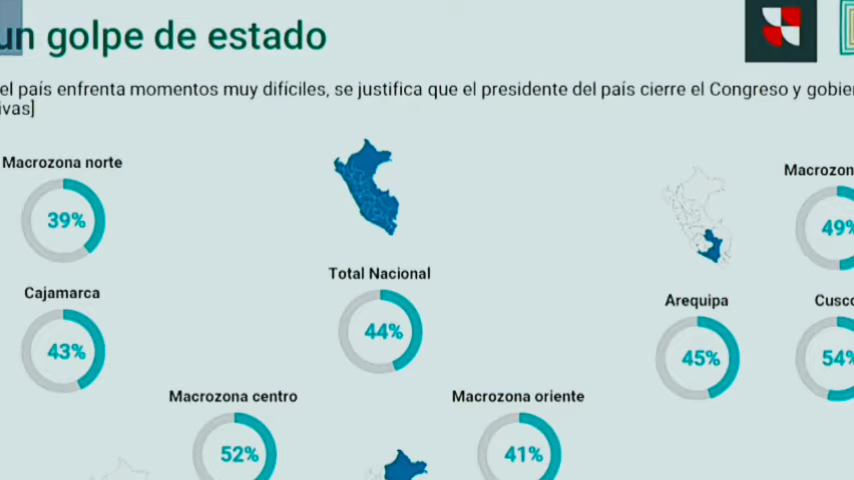 un golpe de estado
el país enfrenta momentos muy difíciles, se justifica que el presidente del país cierre el Congreso y gobier
ivas]
Macrozona norte
39%
Cajamarca
43%
Total Nacional
44%
Macrozon
49%
Arequipa
45%
Cusco
54%
Macrozona centro
52%
Macrozona oriente
41%